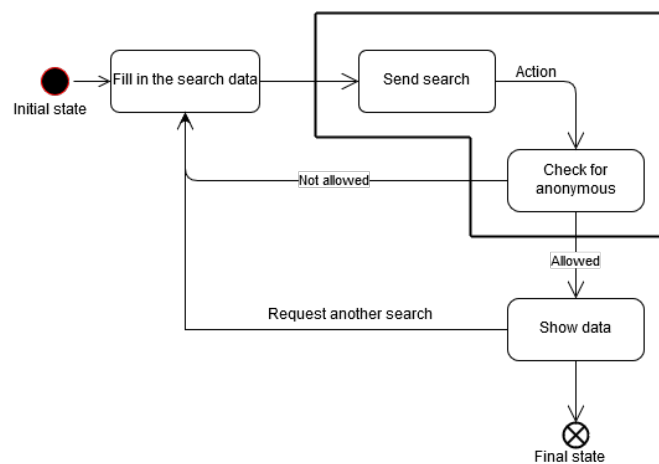 Initial state
Fill in the search data
Send search
Action
Check for
anonymous
Not allowed
Allowed
Request another search
Show data
Final state